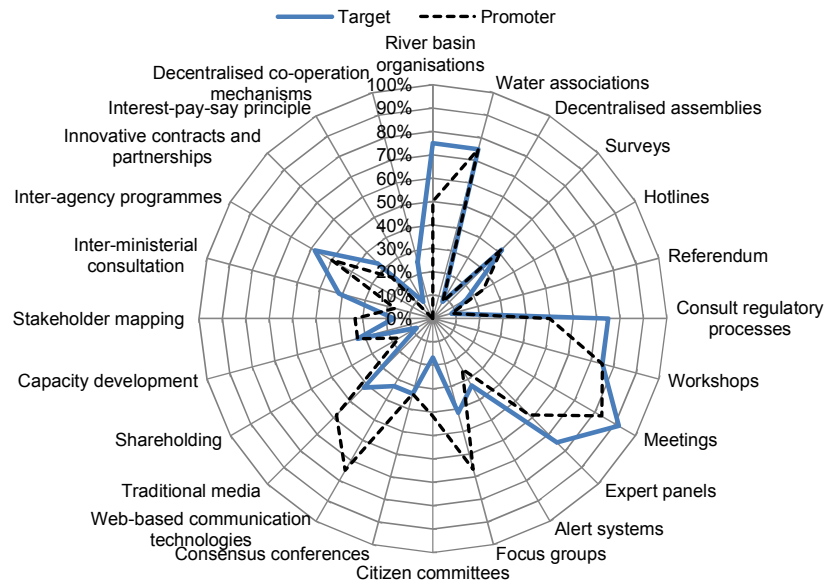 Target
Promoter
River basin
organisations
Water associations
Decentralised assemblies
Surveys
Hotlines
Referendum
Consult regulatory
processes
Workshops
Meetings
Expert panels
Alert systems
Focus groups
Citizen committees
Consensus conferences
Web-based communication
technologies
Traditional media
Shareholding
Capacity development
Stakeholder mapping
Inter-ministerial
consultation
Inter-agency programmes
Innovative contracts and
partnerships
Interest-pay-say principle
Decentralised co-operation
mechanisms
100%
90%
80%
70%
60%
50%
40%
30%
20%
10%
0%